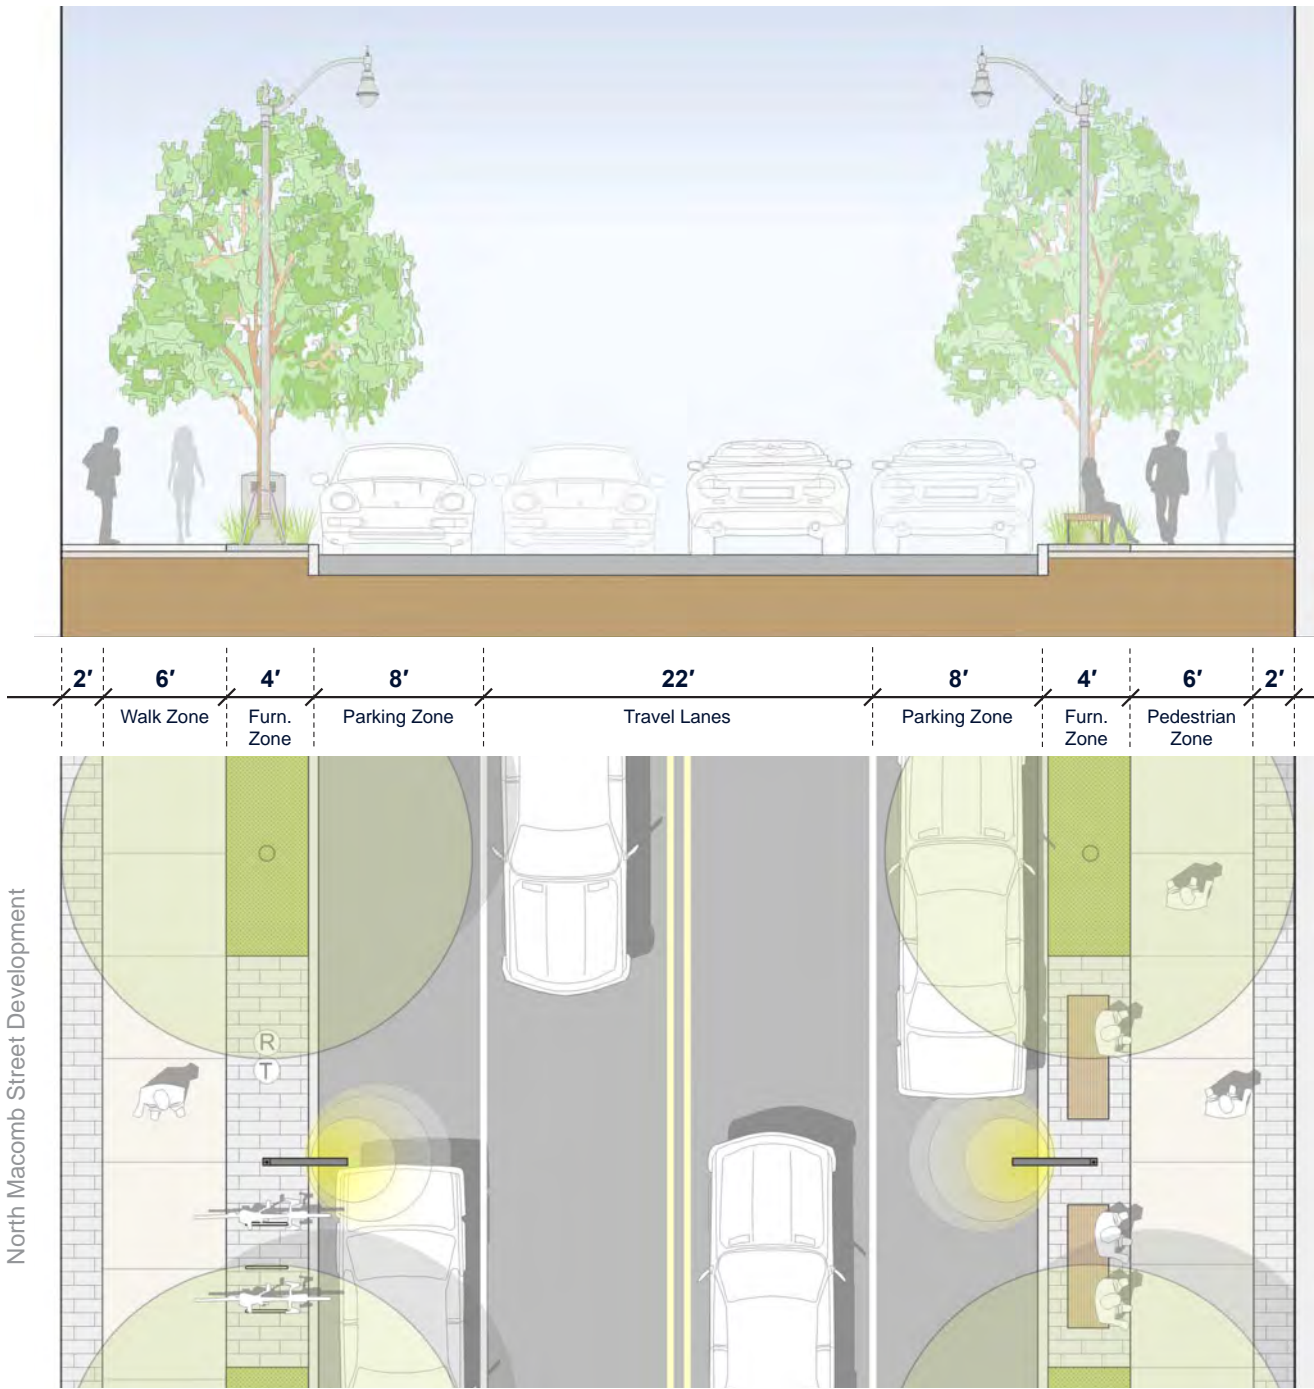 2′ 6′ 4′ 8′ 22′ 8′ 4′ 6′ 2′
Walk Zone Furn. Parking Zone Travel Lanes Parking Zone Furn. Pedestrian
Zone Zone Zone
North Macomb Street Development
R
T